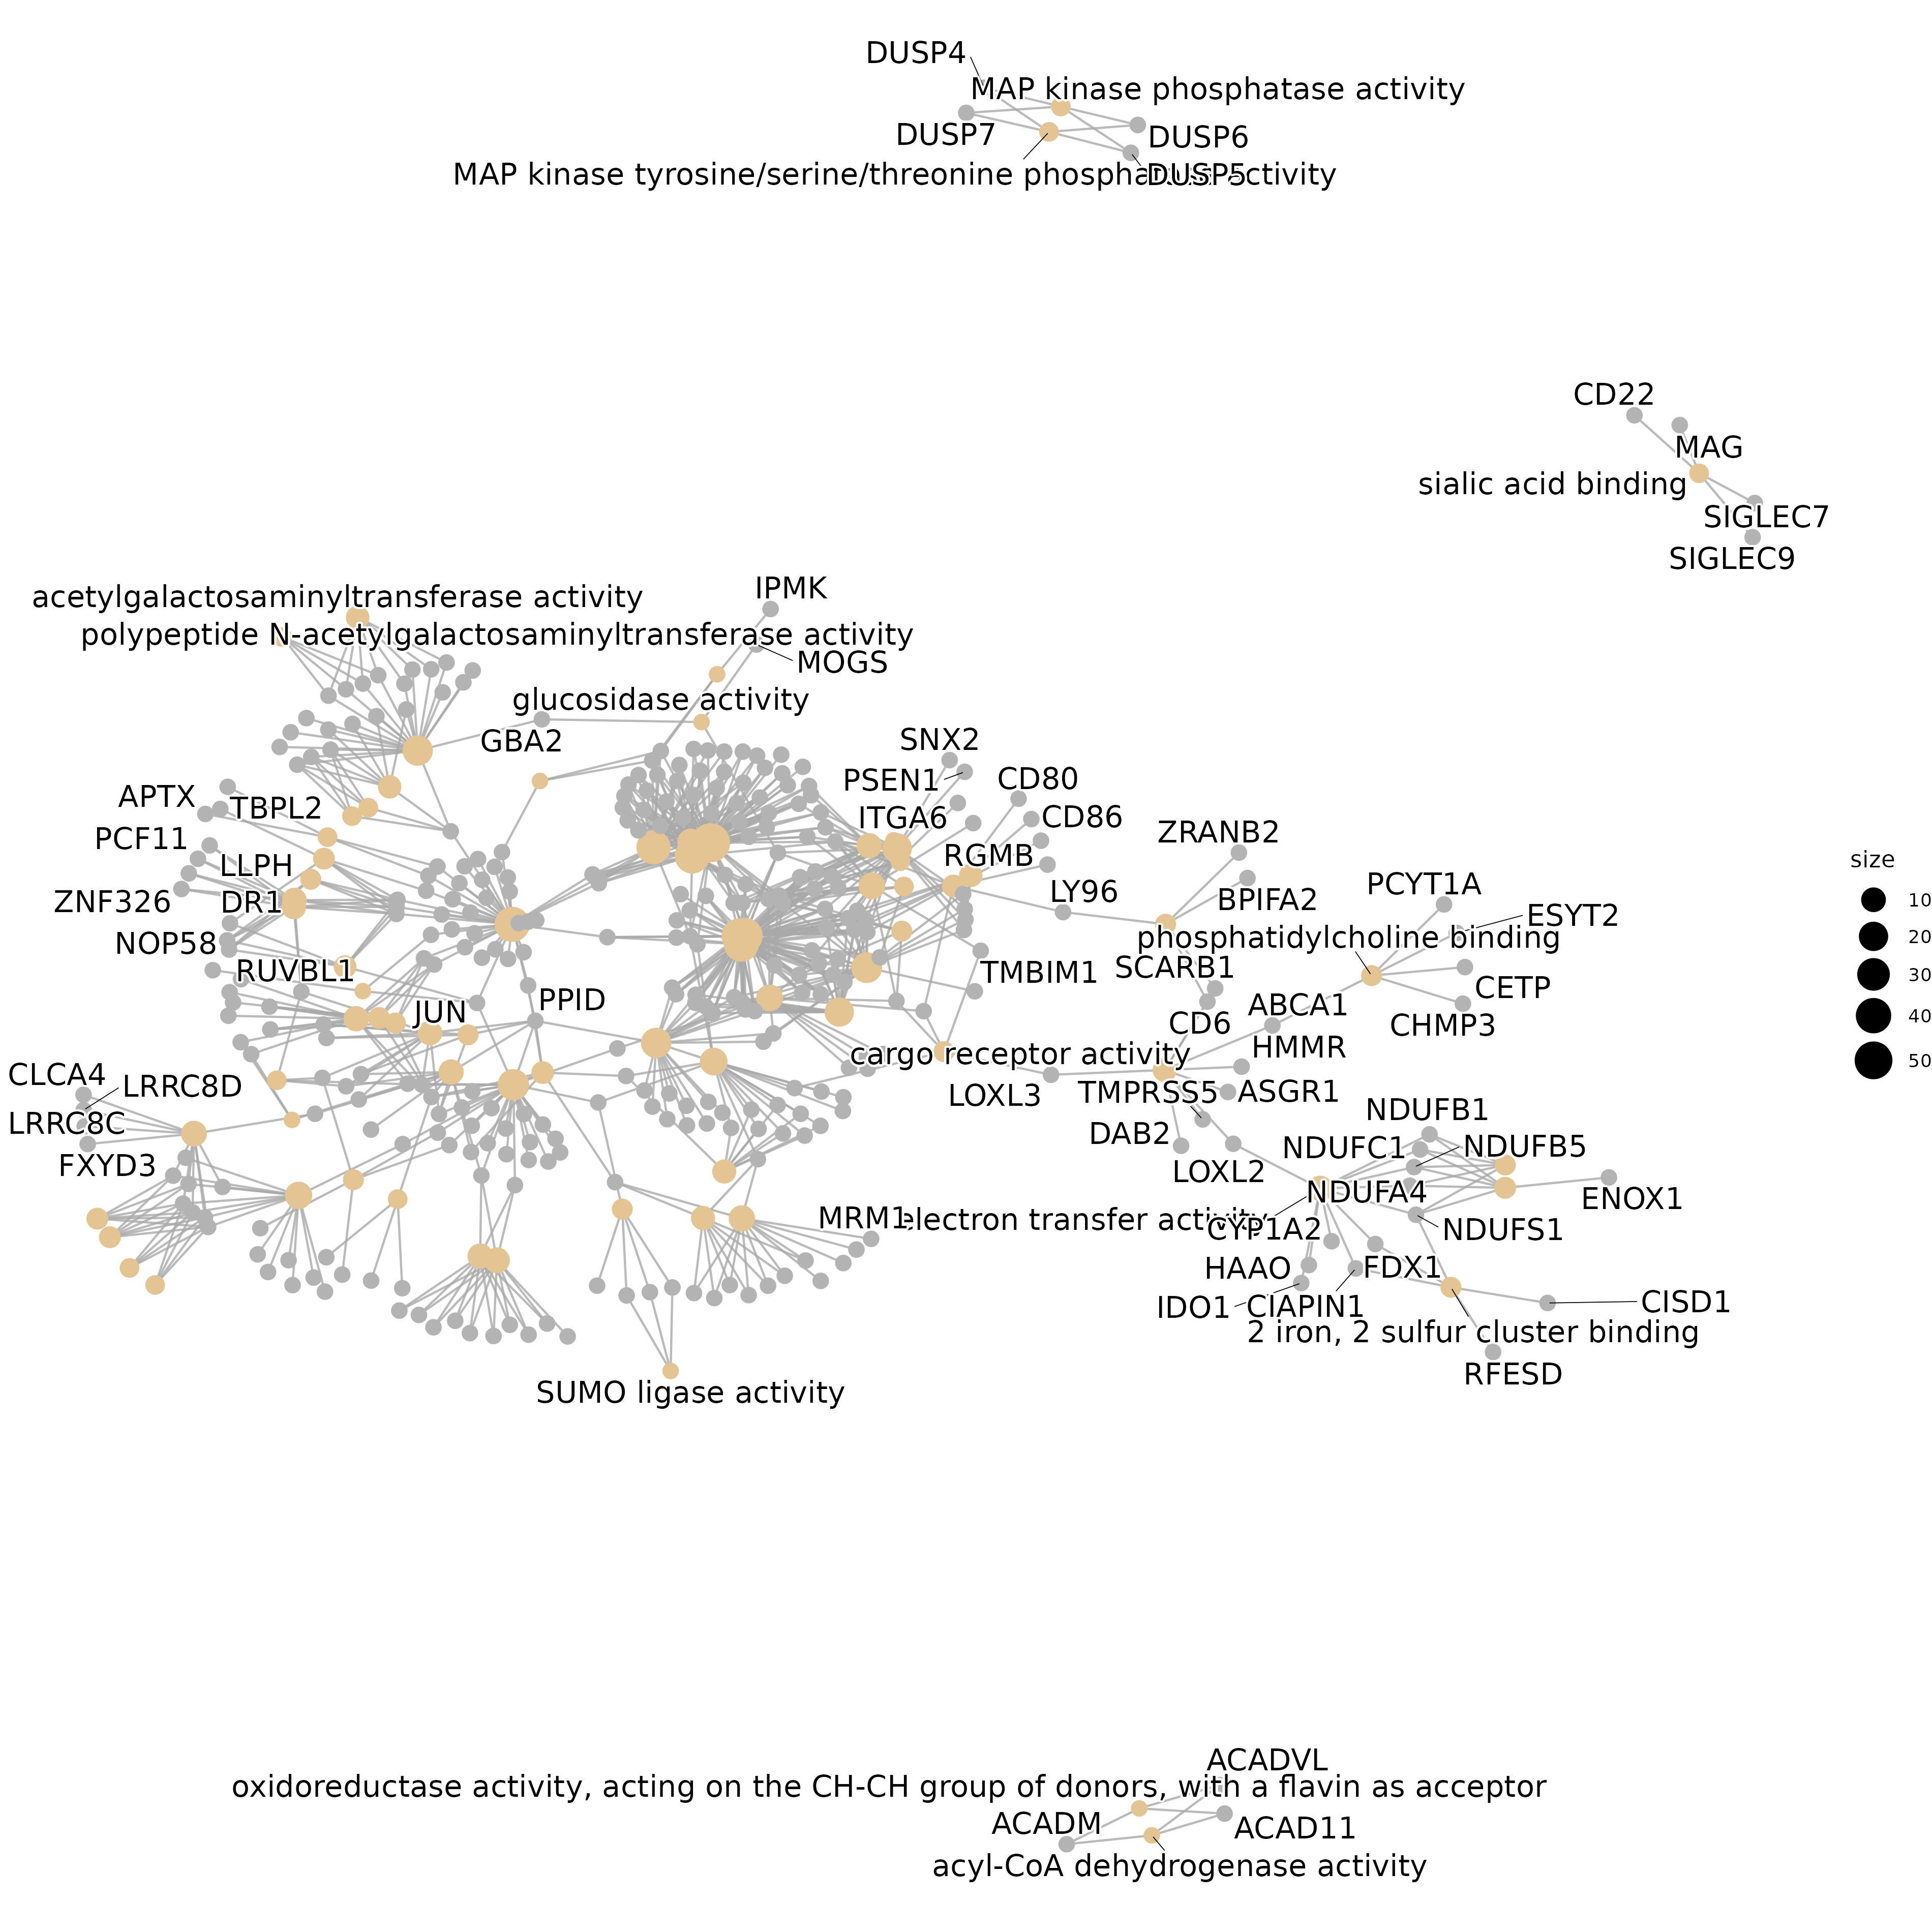 DUSP4
MAP kinase phosphatase activity
DUSP7
DUSP6
MAP kinase tyrosine/serine/threonine phosphatase activity
DUSP5
CD22
MAG
sialic acid binding
SIGLEC7
SIGLEC9
IPMK
acetylgalactosaminyltransferase activity
polypeptide N-acetylgalactosaminyltransferase activity
MOGS
glucosidase activity
GBA2
SNX2
PSEN1
CD80
APTX
TBPL2
ITGA6
CD86
PCF11
ZRANB2
LLPH
RGMB
size
ZNF326
DR1
LY96
BPIFA2
PCYT1A
10
ESYT2
NOP58
phosphatidylcholine binding
20
RUVBL1
TMBIM1
SCARB1
CETP
30
JUN
PPID
ABCA1
CD6
CHMP3
40
cargo receptor activity
HMMR
50
CLCA4
LRRC8D
LOXL3
TMPRSS5
ASGR1
LRRC8C
NDUFB1
DAB2
NDUFC1
NDUFB5
FXYD3
LOXL2
NDUFA4
ENOX1
MRM1
electron transfer activity
CYP1A2
NDUFS1
HAAO
FDX1
IDO1
CIAPIN1
CISD1
2 iron, 2 sulfur cluster binding
RFESD
SUMO ligase activity
ACADVL
oxidoreductase activity, acting on the CH-CH group of donors, with a flavin as acceptor
ACADM
ACAD11
acyl-CoA dehydrogenase activity